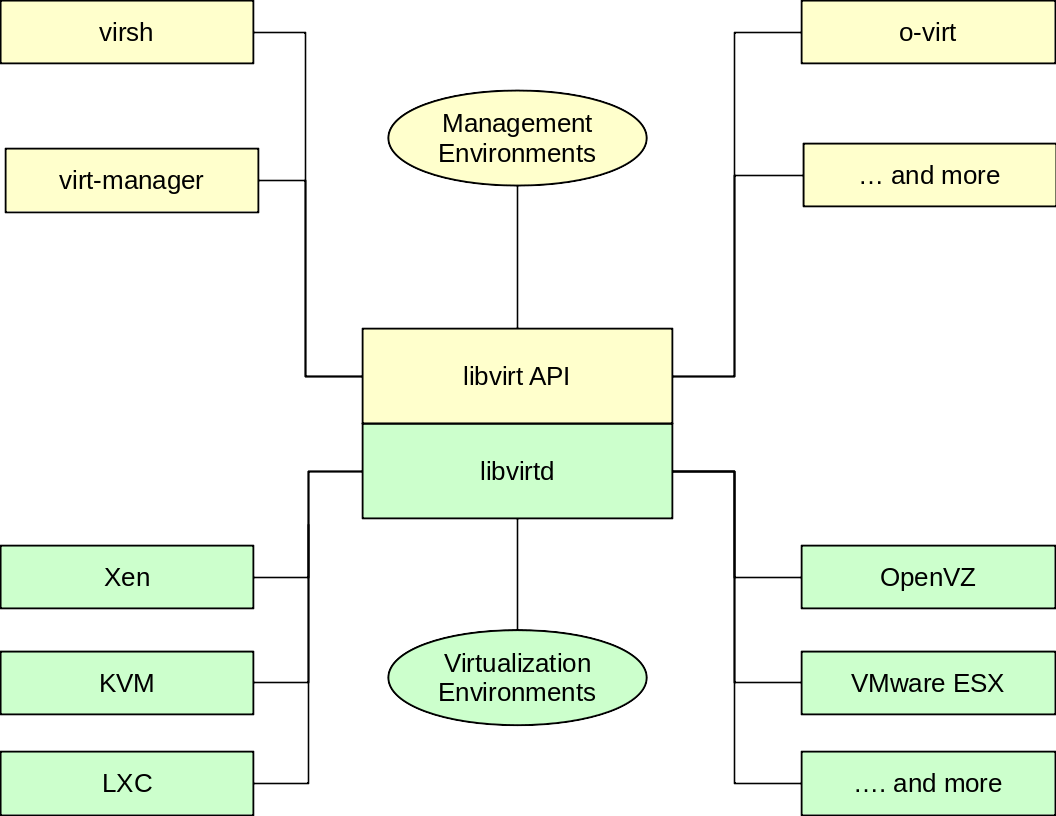 virsh
o-virt
Management
Environments
virt-manager
... and more
libvirt API
libvirtd
Xen
OpenVZ
Virtualization
Environments
KVM
VMware ESX
LXC
.... and more